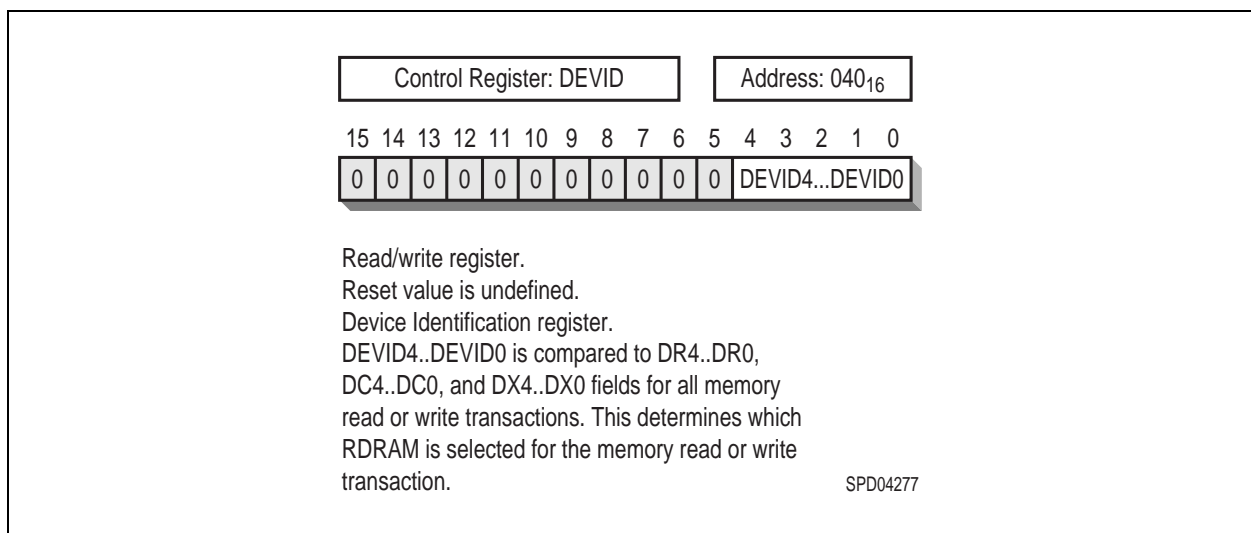 Control Register: DEVID Address: 040₁₆
15 14 13 12 11 10 9 8 7 6 5 4 3 2 1 0
0 0 0 0 0 0 0 0 0 0 0 DEVID4...DEVID0
Read/write register.
Reset value is undefined.
Device Identification register.
DEVID4..DEVID0 is compared to DR4..DR0,
DC4..DC0, and DX4..DX0 fields for all memory
read or write transactions. This determines which
RDRAM is selected for the memory read or write
transaction.
SPD04277